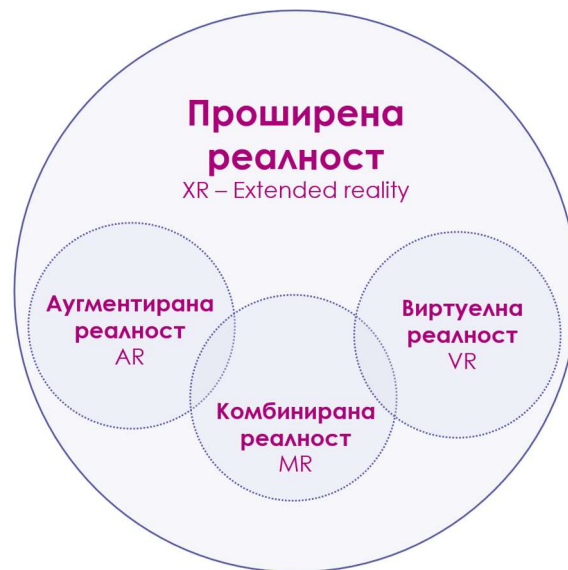 Проширена
реалност
XR – Extended reality
Аугментирана
реалност
AR
Виртуелна
реалност
VR
Комбинирана
реалност
MR